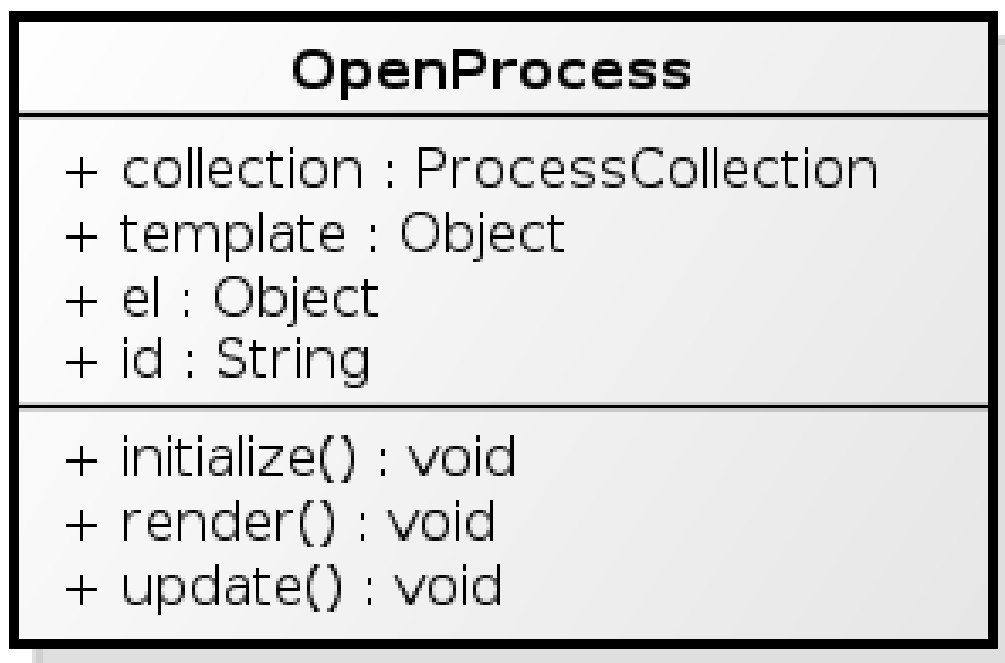 OpenProcess
+ collection : ProcessCollection
+ template : Object
+ el : Object
+ id : String
+ initialize() : void
+ render() : void
+ update() : void